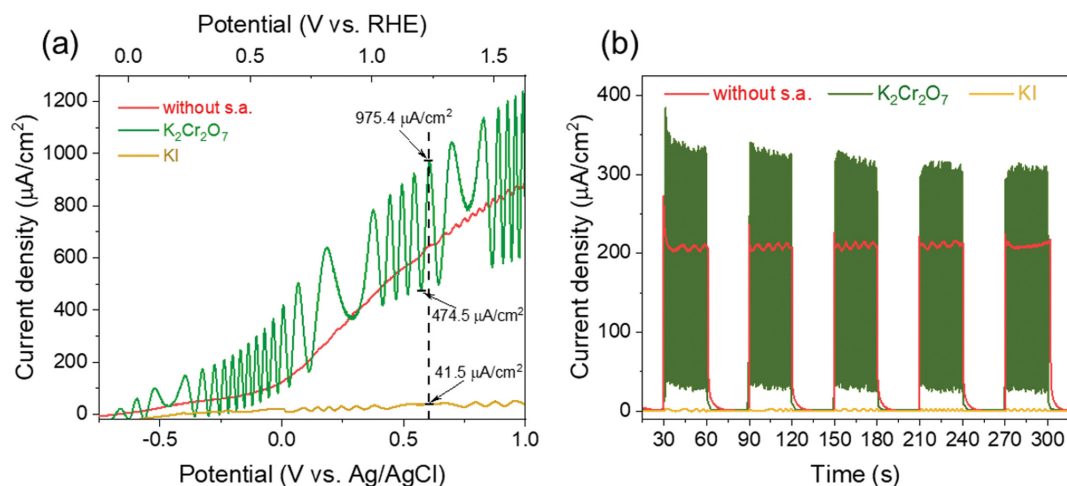 (a)
Potential (V vs. RHE)
0.0 0.5 1.0 1.5
without s.a.
K₂Cr₂O₇
KI
975.4 µA/cm²
474.5 µA/cm²
41.5 µA/cm²
Current density (µA/cm²)
1200
1000
800
600
400
200
0
-0.5 0.0 0.5 1.0
Potential (V vs. Ag/AgCl)
(b)
without s.a. K₂Cr₂O₇ KI
Current density (µA/cm²)
400
300
200
100
0
30 60 90 120 150 180 210 240 270 300
Time (s)